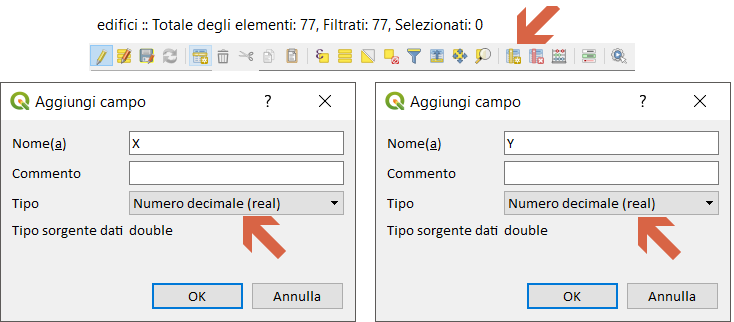 edifici :: Totale degli elementi: 77, Filtrati: 77, Selezionati: 0
Aggiungi campo
Nome(a) X
Commento
Tipo Numero decimale (real)
Tipo sorgente dati double
OK Annulla
Aggiungi campo
Nome(a) Y
Commento
Tipo Numero decimale (real)
Tipo sorgente dati double
OK Annulla